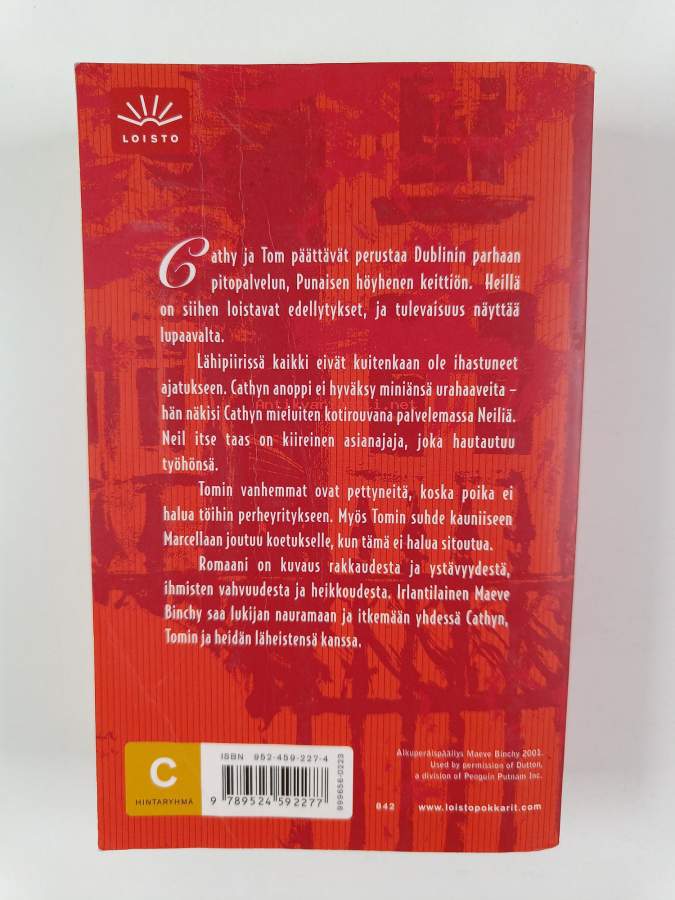 LOISTO
Cathy ja Tom päättävät perustaa Dublinin parhaan
pitopalvelun, Punaisen höyhenen keittiön. Heillä
on siihen loistavat edellytykset, ja tulevaisuus näyttää
lupaavalta.
Lähipiirissä kaikki eivät kuitenkaan ole ihastuneet
ajatukseen. Cathyn anoppi ei hyväksy miniänsä urahaaveita –
hän näkisi Cathyn mieluiten kotirouvana palvelemassa Neiliä.
Neil itse taas on kiireinen asianajaja, joka hautautuu
työhönsä.
Tomin vanhemmat ovat pettyneitä, koska poika ei
halua töihin perheyritykseen. Myös Tomin suhde kauniiseen
Marcellaan joutuu koetukselle, kun tämä ei halua sitoutua.
Romaani on kuvaus rakkaudesta ja ystävyydestä,
ihmisten vahvuudesta ja heikkoudesta. Irlantilainen Maeve
Binchy saa lukijan nauramaan ja itkemään yhdessä Cathyn,
Tomin ja heidän läheistensä kanssa.
C
HINTARYHMÄ
ISBN 952-459-227-4
9 789524 592277
999656-0223
Alkuperäispäällys Maeve Binchy 2001.
Used by permission of Dutton,
a division of Penguin Putnam Inc.
842 www.loistopokkarit.com